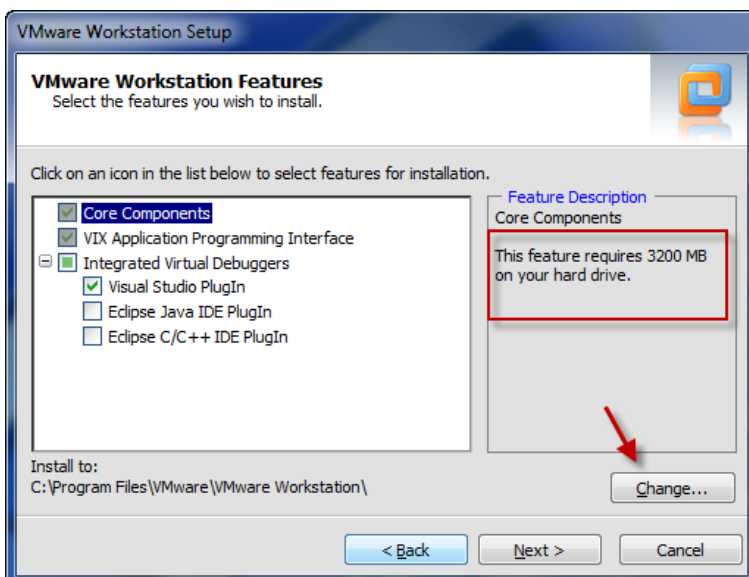 VMware Workstation Setup
VMware Workstation Features
Select the features you wish to install.
Click on an icon in the list below to select features for installation.
Core Components
VIX Application Programming Interface
Integrated Virtual Debuggers
Visual Studio PlugIn
Eclipse Java IDE PlugIn
Eclipse C/C++ IDE PlugIn
Feature Description
Core Components
This feature requires 3200 MB
on your hard drive.
Install to:
C:\Program Files\VMware\VMware Workstation\
Change...
< Back
Next >
Cancel